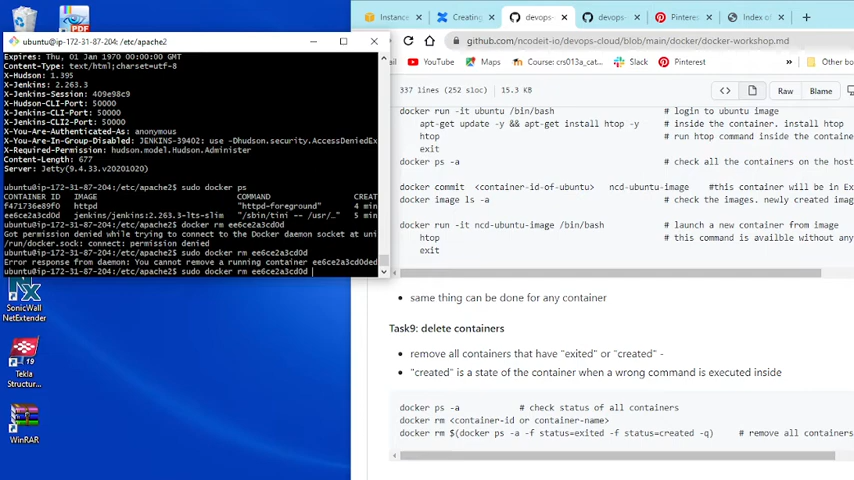 PDF
ubuntu@ip-172-31-87-204: /etc/apache2
Expires: Thu, 01 Jan 1970 00:00:00 GMT
Content-Type: text/html;charset=utf-8
X-Hudson: 1.395
X-Jenkins: 2.263.3
X-Jenkins-Session: 409e98c9
X-Hudson-CLI-Port: 50000
X-Jenkins-CLI-Port: 50000
X-Jenkins-CLI2-Port: 50000
X-You-Are-Authenticated-As: anonymous
X-You-Are-In-Group-Disabled: JENKINS-39402: use -Dhudson.security.AccessDeniedEx
X-Required-Permission: hudson.model.Hudson.Administer
Content-Length: 677
Server: Jetty(9.4.33.v20201020)
ubuntu@ip-172-31-87-204:/etc/apache2$ sudo docker ps
CONTAINER ID IMAGE COMMAND CREAT
f471736e89f0 httpd "httpd-foreground" 4 min
ee6ce2a3cd0d jenkins/jenkins:2.263.3-lts-slim "/sbin/tini -- /usr/…" 5 min
ubuntu@ip-172-31-87-204:/etc/apache2$ docker rm ee6ce2a3cd0d
Got permission denied while trying to connect to the Docker daemon socket at uni
/run/docker.sock: connect: permission denied
ubuntu@ip-172-31-87-204:/etc/apache2$ sudo docker rm ee6ce2a3cd0d
Error response from daemon: You cannot remove a running container ee6ce2a3cd0ded
ubuntu@ip-172-31-87-204:/etc/apache2$ sudo docker rm ee6ce2a3cd0d
SonicWall
NetExtender
19
Tekla
Structur...
WinRAR
Instance
Creating
devops-
devops-
Pinteres
Index of
github.com/ncodeit-io/devops-cloud/blob/main/docker/docker-workshop.md
YouTube
Maps
Course: crs013a_cat...
Slack
Pinterest
»
Other bo
337 lines (252 sloc) 15.3 KB
Raw
Blame
docker run -it ubuntu /bin/bash # login to ubuntu image
apt-get update -y && apt-get install htop -y # inside the container. install htop
htop # run htop command inside the containe
exit
docker ps -a # check all the containers on the host
docker commit <container-id-of-ubuntu> ncd-ubuntu-image #this container will be in Ex
docker image ls -a # check the images. newly created imag
docker run -it ncd-ubuntu-image /bin/bash # launch a new container from image
htop # this command is availble without any
exit
• same thing can be done for any container
Task9: delete containers
• remove all containers that have "exited" or "created" -
• "created" is a state of the container when a wrong command is executed inside
docker ps -a # check status of all containers
docker rm <container-id or container-name>
docker rm $(docker ps -a -f status=exited -f status=created -q) # remove all containers